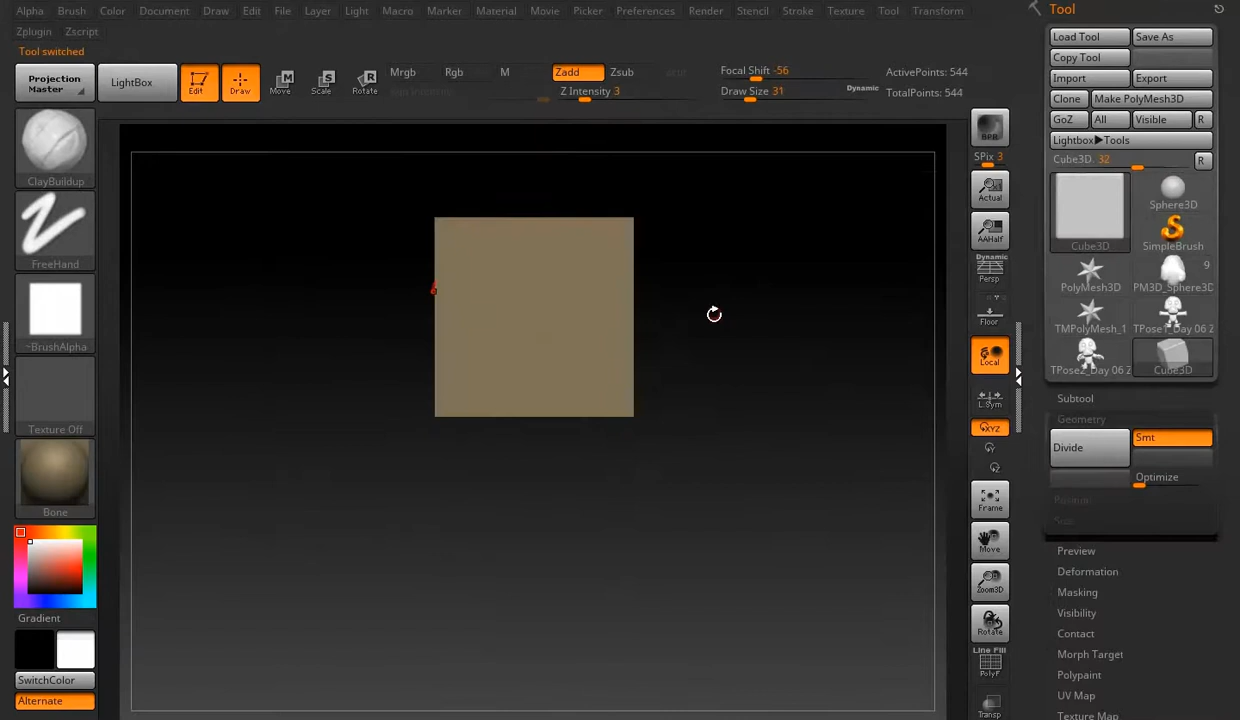 Alpha Brush Color Document Draw Edit File Layer Light Macro Marker Material Movie Picker Preferences Render Stencil Stroke Texture Tool Transform
Zplugin Zscript
Tool switched
Projection Master
LightBox
Edit
Draw
Move
Scale
Rotate
Mrgb Rgb M
Zadd Zsub
Z Intensity 3
Focal Shift -56
Draw Size 31
Dynamic
ActivePoints: 544
TotalPoints: 544
ClayBuildup
FreeHand
~BrushAlpha
Texture Off
Bone
Gradient
SwitchColor
Alternate
BPR
SPix 3
Actual
AAHalf
Dynamic
Persp
Floor
Local
L.Sym
XYZ
Frame
Move
Zoom3D
Rotate
Line Fill
PolyF
Transp
Tool
Load Tool Save As
Copy Tool
Import Export
Clone Make PolyMesh3D
GoZ All Visible R
Lightbox▶Tools
Cube3D. 32 R
Cube3D
Sphere3D
SimpleBrush
PolyMesh3D
9
PM3D_Sphere3D
TMPolyMesh_1
TPose1_Day 06 Z
TPose2_Day 06 Z
Cube3D
Subtool
Geometry
Divide
Smt
Optimize
Preview
Deformation
Masking
Visibility
Contact
Morph Target
Polypaint
UV Map
Texture Map